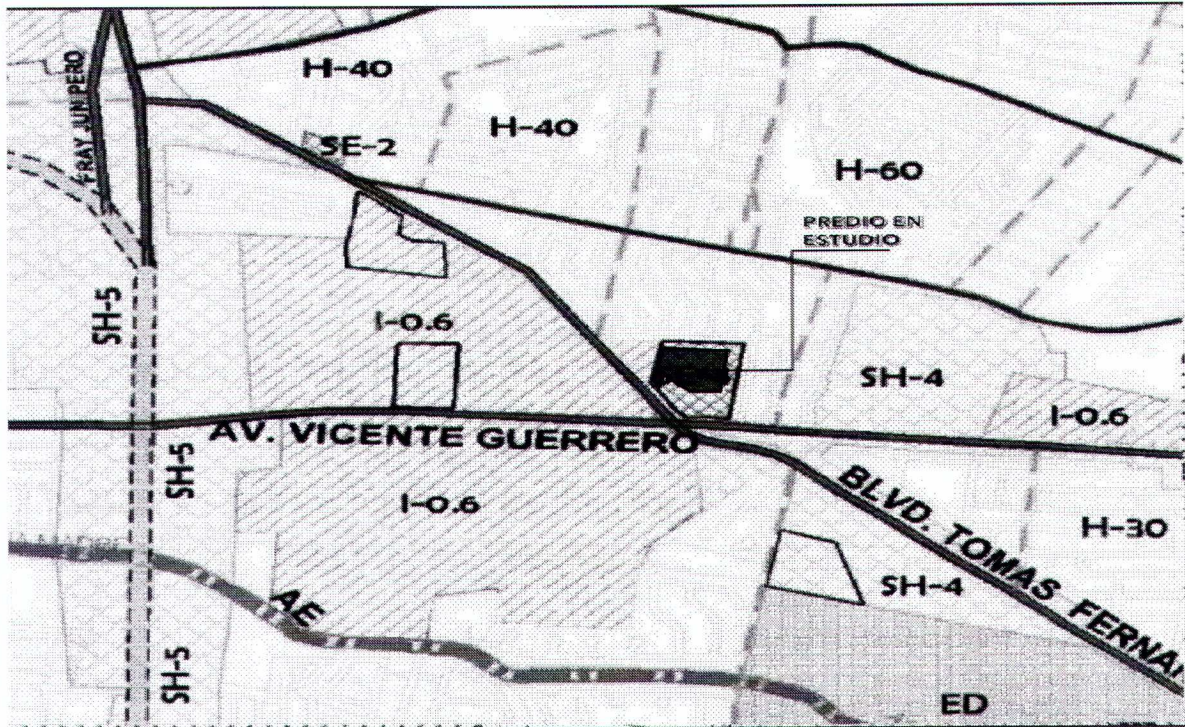 H-40
FRAY JUNIPERO
H-40
SE-2
H-60
PREDIO EN
ESTUDIO
SH-5
I-0.6
SH-4
I-0.6
AV. VICENTE GUERRERO
SH-5
I-0.6
BLVD. TOMAS FERNA
H-30
AE
SH-4
SH-5
ED